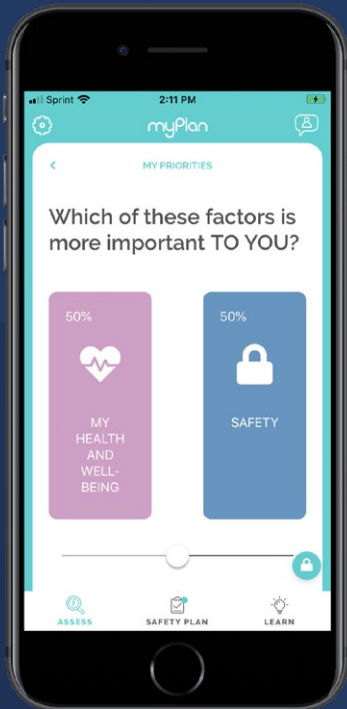 Sprint 2:11 PM
myPlan
MY PRIORITIES
Which of these factors is
more important TO YOU?
50% 50%
MY
HEALTH
AND
WELL-
BEING
SAFETY
ASSESS SAFETY PLAN LEARN